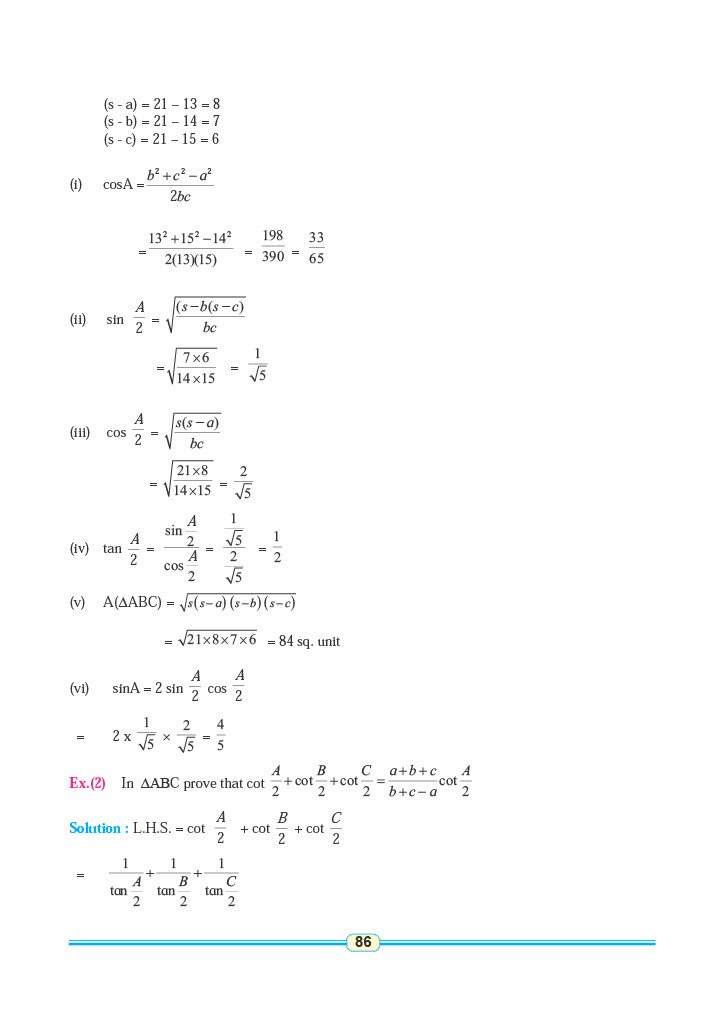 (s - a) = 21 – 13 = 8
(s - b) = 21 – 14 = 7
(s - c) = 21 – 15 = 6
(i) cosA = \frac{b^2+c^2-a^2}{2bc}
= \frac{13^2+15^2-14^2}{2(13)(15)} = \frac{198}{390} = \frac{33}{65}
(ii) sin \frac{A}{2} = \sqrt{\frac{(s-b(s-c)}{bc}}
= \sqrt{\frac{7×6}{14×15}} = \frac{1}{\sqrt{5}}
(iii) cos \frac{A}{2} = \sqrt{\frac{s(s-a)}{bc}}
= \sqrt{\frac{21×8}{14×15}} = \frac{2}{\sqrt{5}}
(iv) tan \frac{A}{2} = \frac{sin \frac{A}{2}}{cos \frac{A}{2}} = \frac{\frac{1}{\sqrt{5}}}{\frac{2}{\sqrt{5}}} = \frac{1}{2}
(v) A(ΔABC) = \sqrt{s(s-a)(s-b)(s-c)}
= \sqrt{21×8×7×6} = 84 sq. unit
(vi) sinA = 2 sin \frac{A}{2} cos \frac{A}{2}
= 2 x \frac{1}{\sqrt{5}} × \frac{2}{\sqrt{5}} = \frac{4}{5}
Ex.(2) In ΔABC prove that cot \frac{A}{2} + cot \frac{B}{2} + cot \frac{C}{2} = \frac{a+b+c}{b+c-a} cot \frac{A}{2}
Solution : L.H.S. = cot \frac{A}{2} + cot \frac{B}{2} + cot \frac{C}{2}
= \frac{1}{tan \frac{A}{2}} + \frac{1}{tan \frac{B}{2}} + \frac{1}{tan \frac{C}{2}}
86